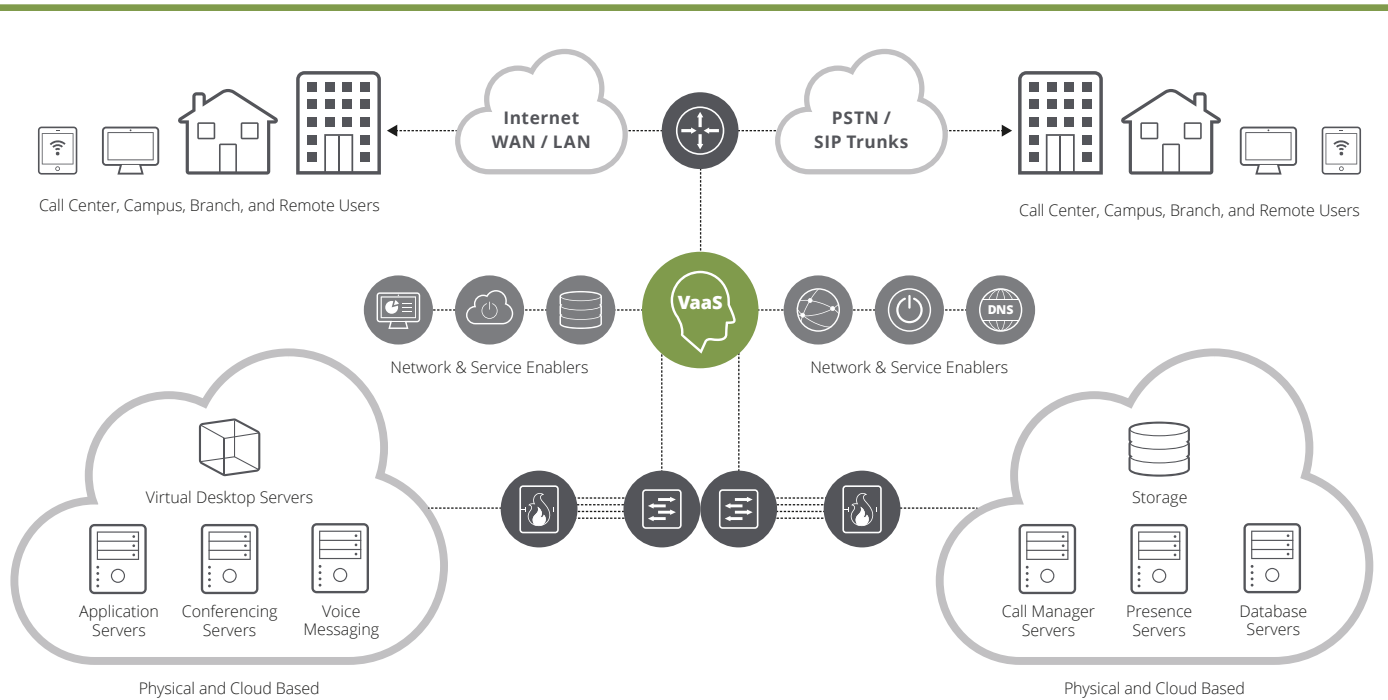 Internet
WAN / LAN
PSTN /
SIP Trunks
Call Center, Campus, Branch, and Remote Users
Call Center, Campus, Branch, and Remote Users
VaaS
DNS
Network & Service Enablers
Network & Service Enablers
Virtual Desktop Servers
Application
Servers
Conferencing
Servers
Voice
Messaging
Physical and Cloud Based
Storage
Call Manager
Servers
Presence
Servers
Database
Servers
Physical and Cloud Based